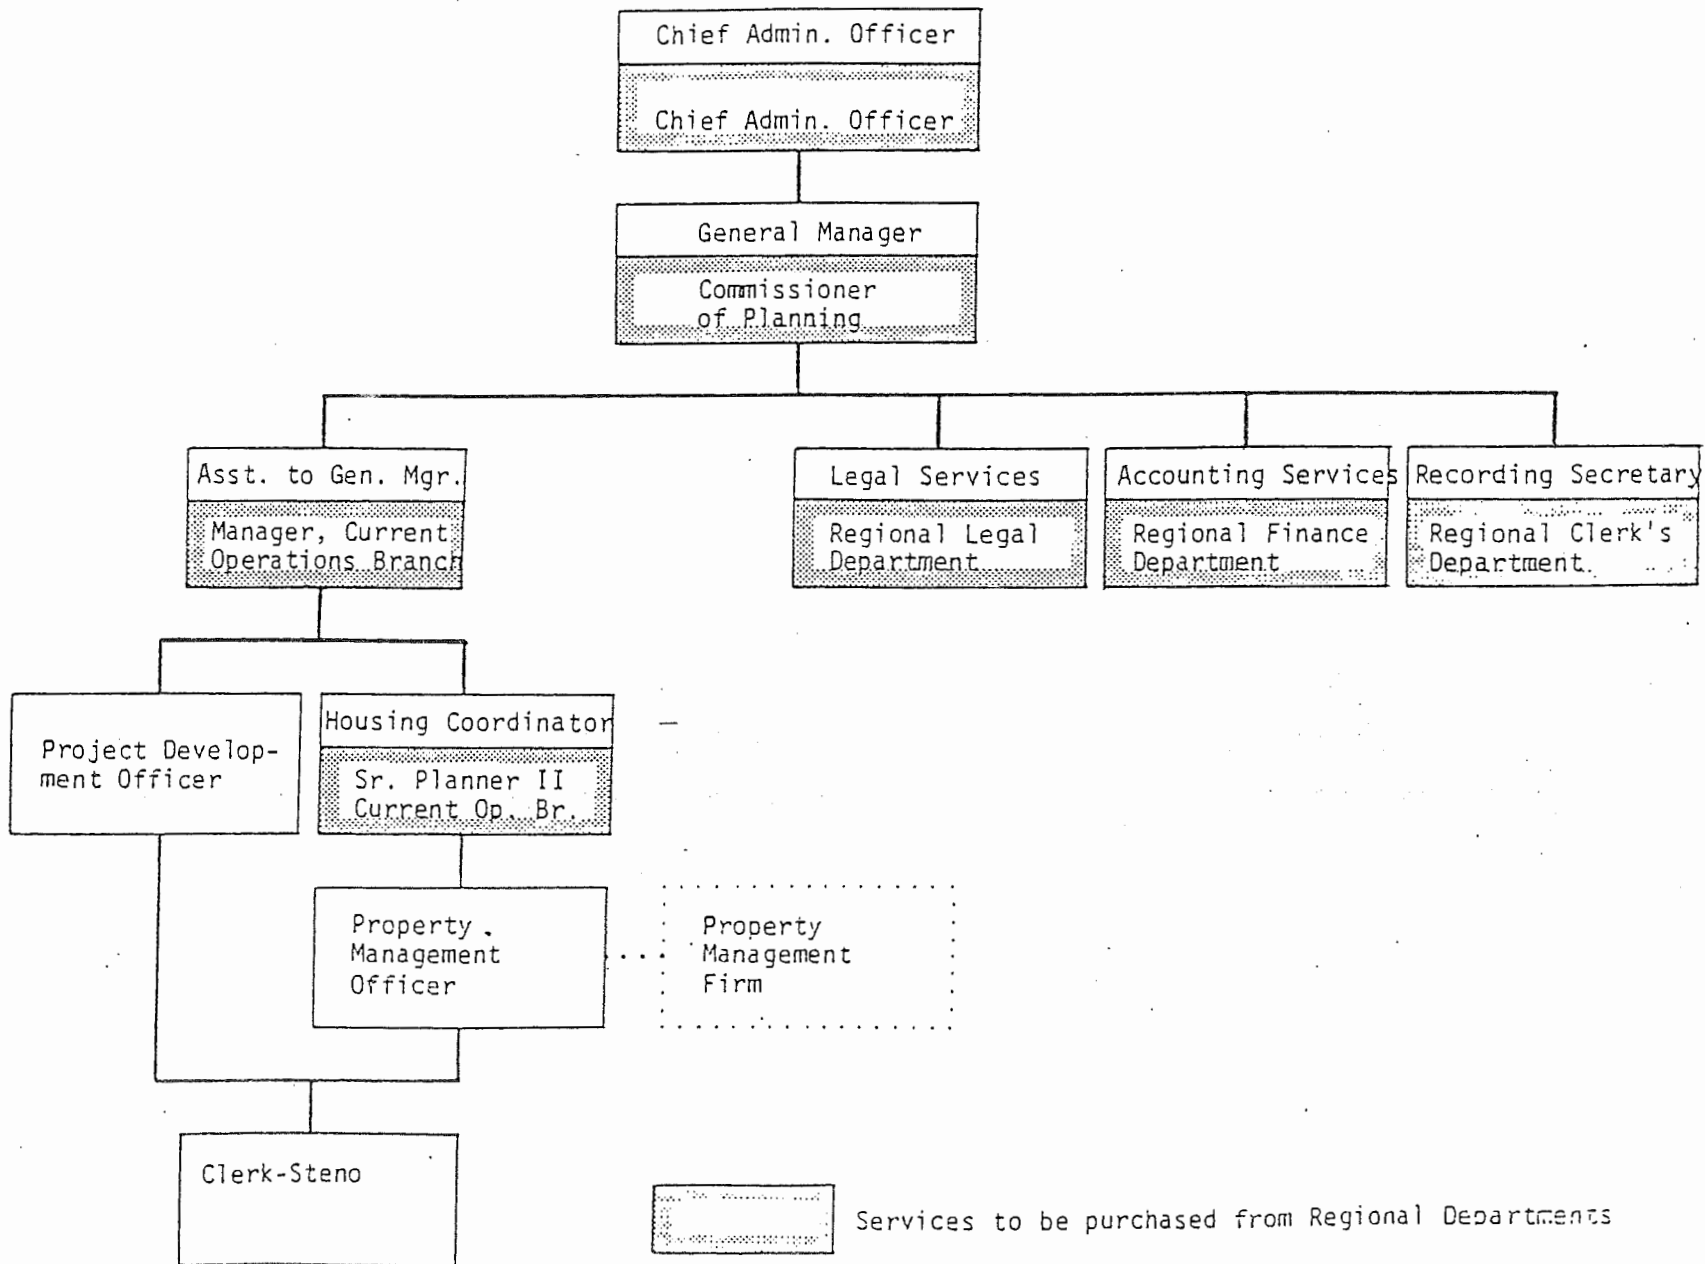 Chief Admin. Officer
Chief Admin. Officer
General Manager
Commissioner
of Planning
Asst. to Gen. Mgr.
Manager, Current
Operations Branch
Legal Services
Regional Legal
Department
Accounting Services
Regional Finance
Department
Recording Secretary
Regional Clerk's
Department
Project Develop-
ment Officer
Housing Coordinator
Sr. Planner II
Current Op. Br.
Property
Management
Officer
Property
Management
Firm
Clerk-Steno
Services to be purchased from Regional Departments